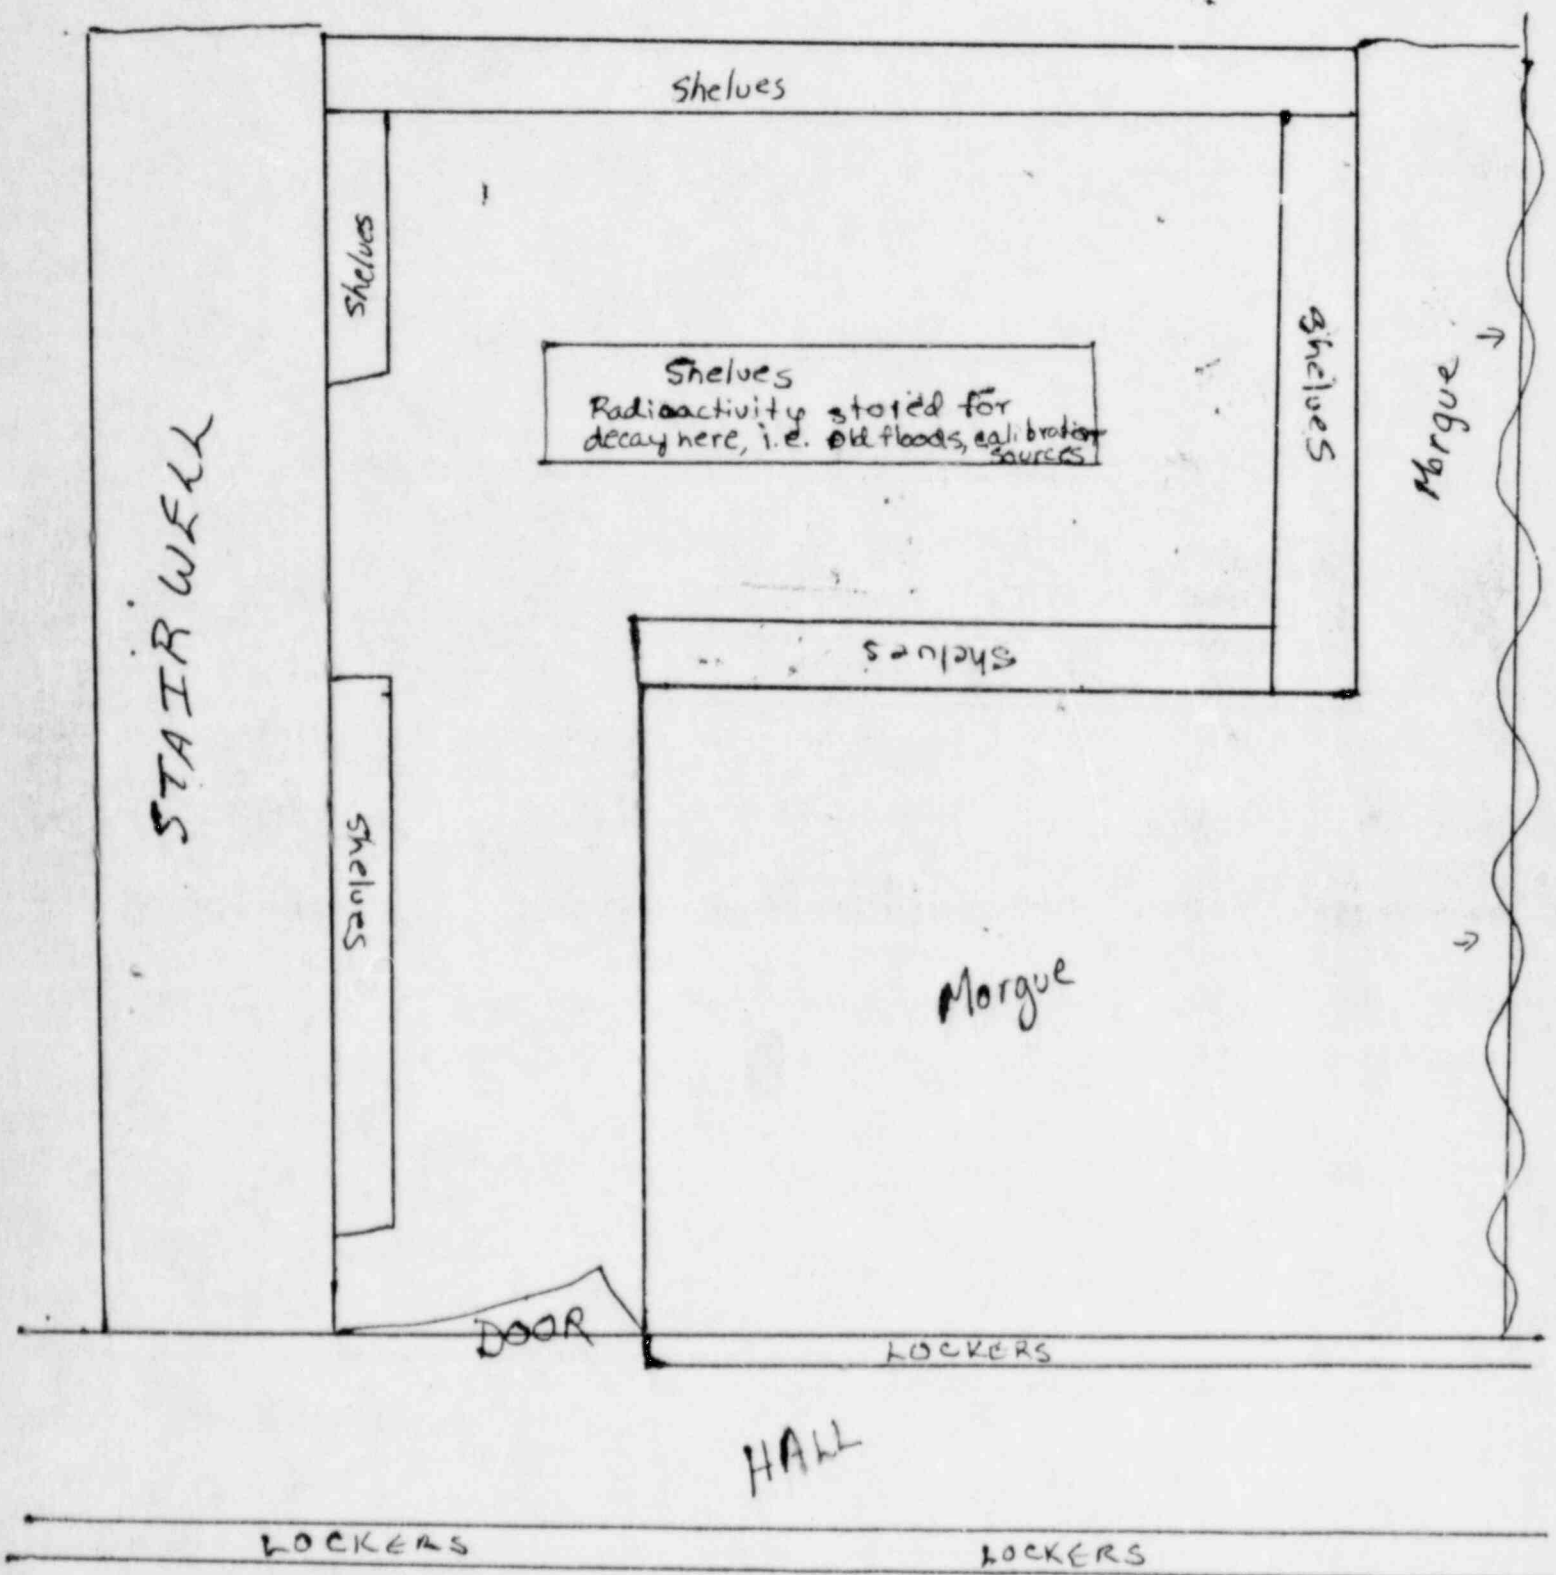 Shelves
Shelves
Shelves
Radioactivity stored for
decay here, i.e. old floods, calibration
sources
Shelves
Morgue
STAIRWELL
Shelves
Shelves
Morgue
DOOR
LOCKERS
HALL
LOCKERS
LOCKERS